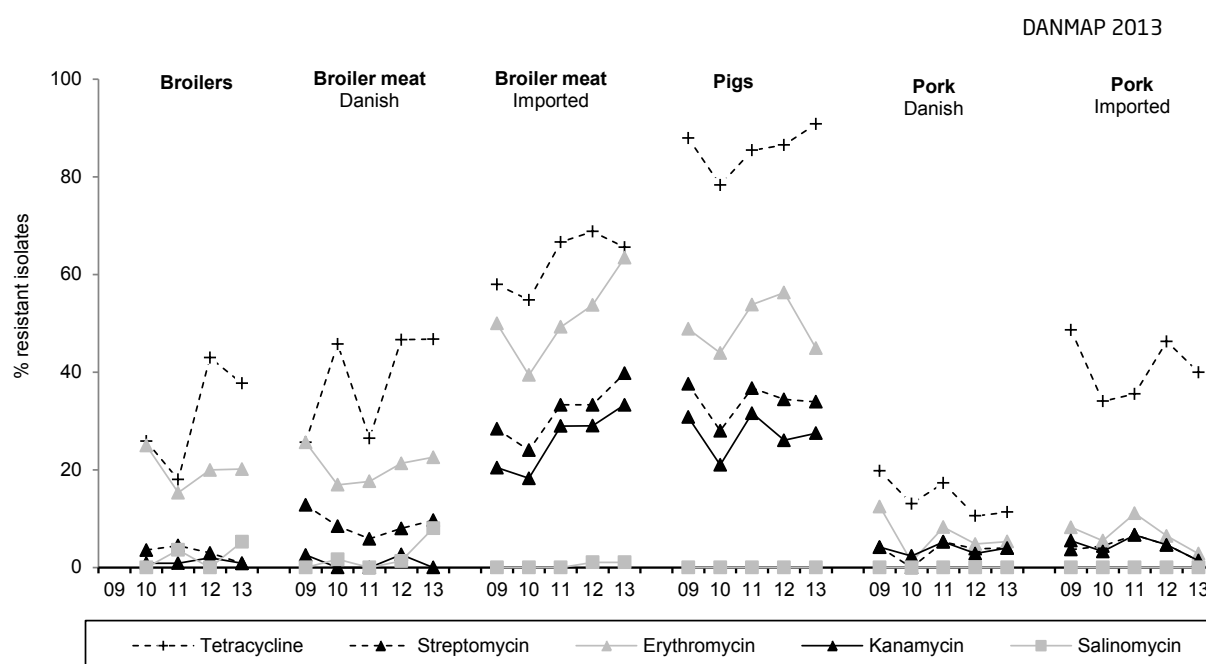 DANMAP 2013
Broilers
Broiler meat
Danish
Broiler meat
Imported
Pigs
Pork
Danish
Pork
Imported
% resistant isolates
100
80
60
40
20
0
09 10 11 12 13 09 10 11 12 13 09 10 11 12 13 09 10 11 12 13 09 10 11 12 13 09 10 11 12 13
Tetracycline Streptomycin Erythromycin Kanamycin Salinomycin